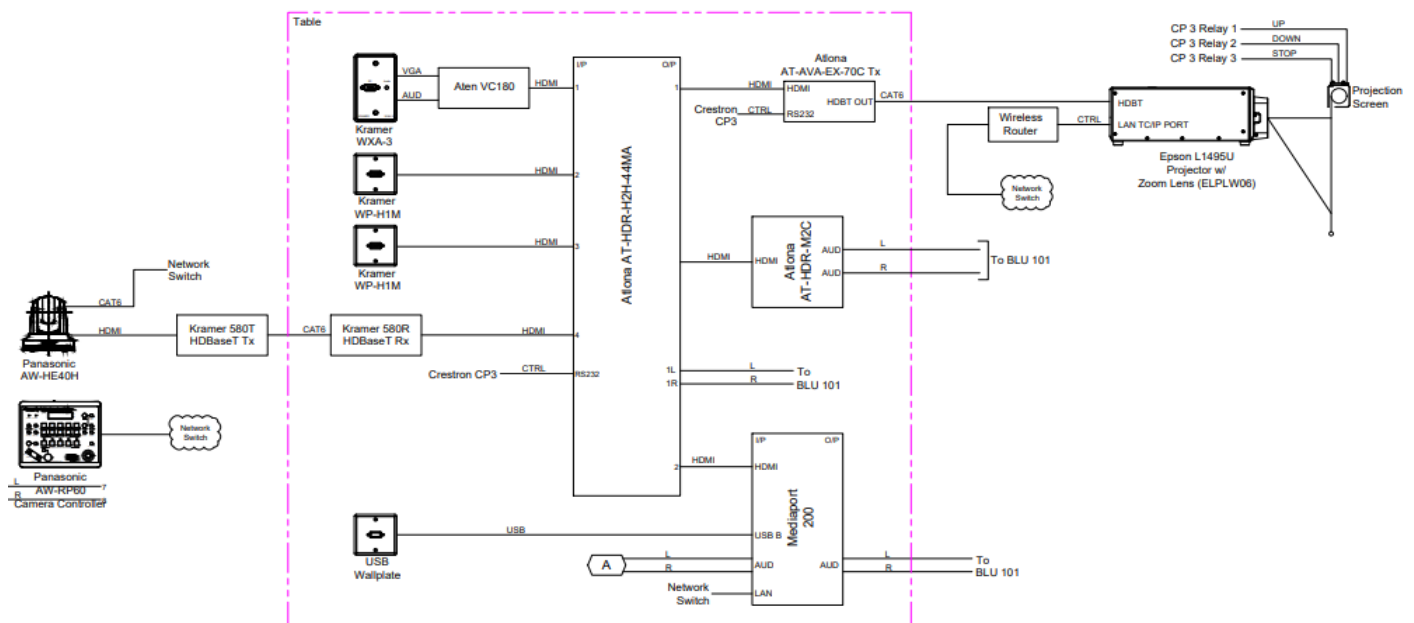 Table
I/P
O/P
VGA
AUD
Aten VC180
HDMI
1
Kramer
WXA-3
HDMI
2
Kramer
WP-H1M
HDMI
3
Kramer
WP-H1M
Network
Switch
CAT6
HDMI
Panasonic
AW-HE40H
Kramer 580T
HDBaseT Tx
CAT6
Kramer 580R
HDBaseT Rx
HDMI
4
Crestron CP3
CTRL
RS232
Network
Switch
Panasonic
AW-RP60
Camera Controller
L
7
R
8
Atlona AT-HDR-H2H-44MA
1
HDMI
Atlona
AT-AVA-EX-70C Tx
HDMI
HDBT OUT
RS232
Crestron
CP3
CTRL
CAT6
HDMI
HDMI
Atlona
AT-HDR-M2C
AUD
L
AUD
R
To BLU 101
1L
L
To
1R
R
BLU 101
2
HDMI
I/P
O/P
HDMI
Mediaport
200
USB
Wallplate
USB
USB B
A
L
R
AUD
AUD
L
To
R
BLU 101
Network
Switch
LAN
CP 3 Relay 1
UP
CP 3 Relay 2
DOWN
CP 3 Relay 3
STOP
Projection
Screen
Wireless
Router
CTRL
HDBT
LAN TC/IP PORT
Epson L1495U
Projector w/
Zoom Lens (ELPLW06)
Network
Switch